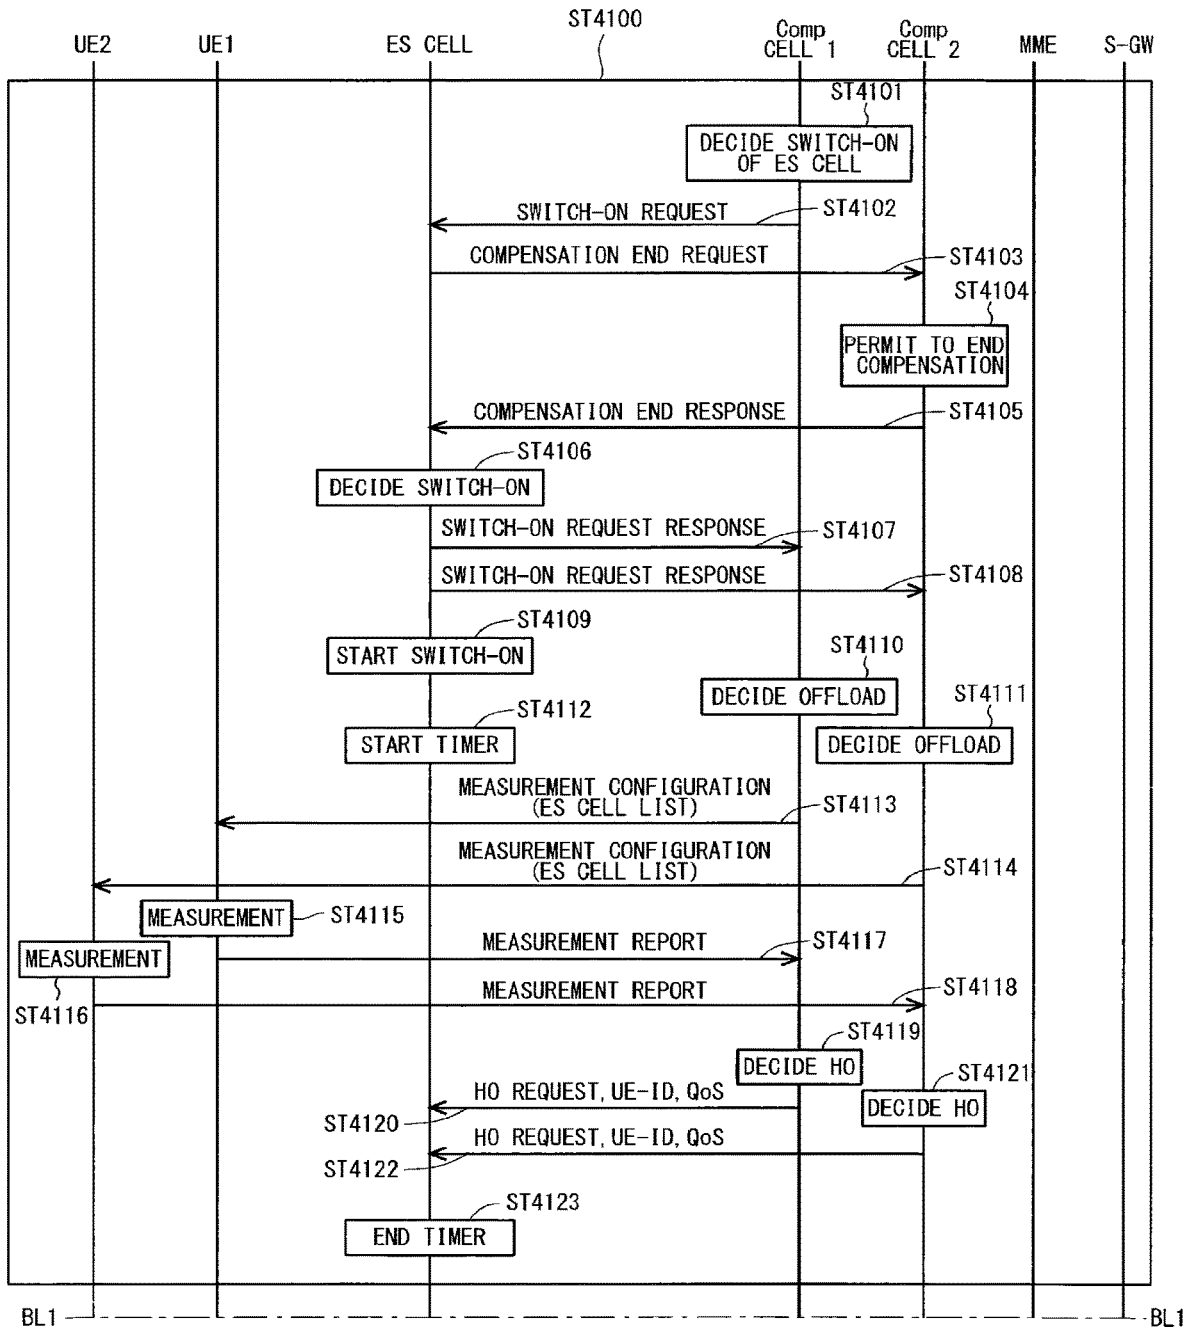 ST4100
UE2
UE1
ES CELL
Comp
CELL 1
Comp
CELL 2
MME
S-GW
ST4101
DECIDE SWITCH-ON
OF ES CELL
SWITCH-ON REQUEST
ST4102
COMPENSATION END REQUEST
ST4103
ST4104
PERMIT TO END
COMPENSATION
COMPENSATION END RESPONSE
ST4105
ST4106
DECIDE SWITCH-ON
SWITCH-ON REQUEST RESPONSE
ST4107
SWITCH-ON REQUEST RESPONSE
ST4108
ST4109
START SWITCH-ON
ST4110
DECIDE OFFLOAD
ST4111
DECIDE OFFLOAD
ST4112
START TIMER
MEASUREMENT CONFIGURATION
(ES CELL LIST)
ST4113
MEASUREMENT CONFIGURATION
(ES CELL LIST)
ST4114
MEASUREMENT
ST4115
MEASUREMENT
ST4116
MEASUREMENT REPORT
ST4117
MEASUREMENT REPORT
ST4118
ST4119
DECIDE HO
HO REQUEST, UE-ID, QoS
ST4120
ST4121
DECIDE HO
HO REQUEST, UE-ID, QoS
ST4122
ST4123
END TIMER
BL1
BL1